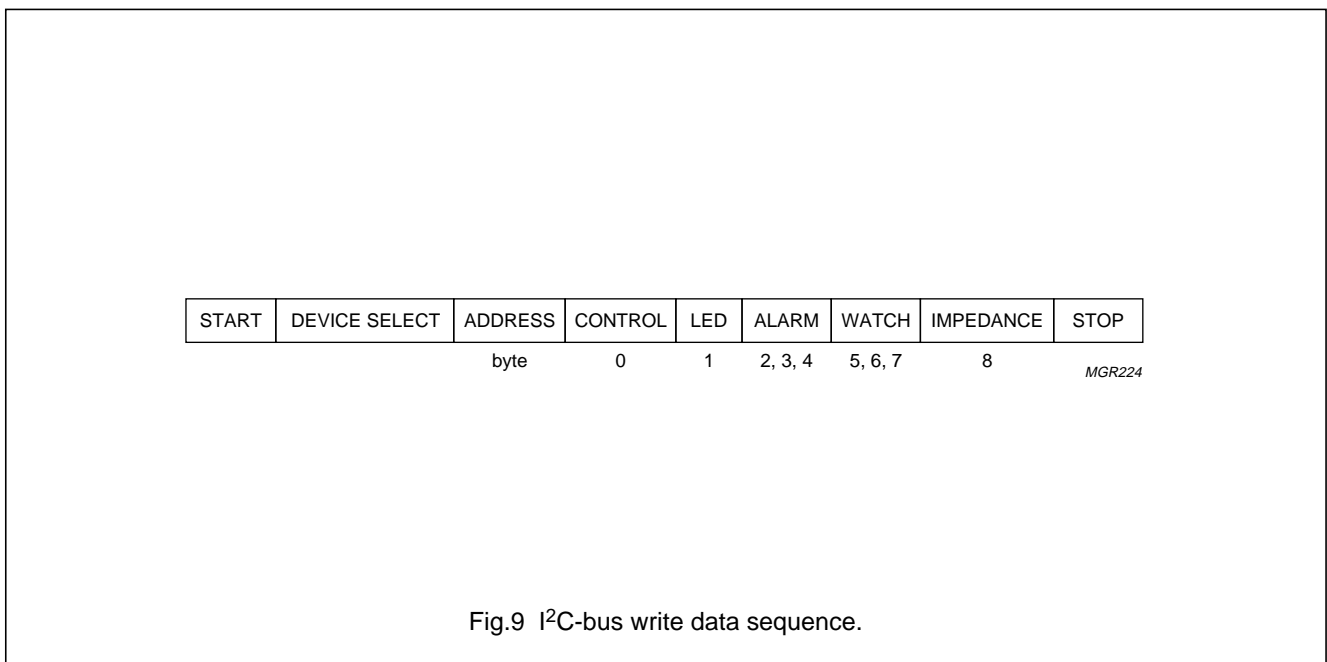 START DEVICE SELECT ADDRESS CONTROL LED ALARM WATCH IMPEDANCE STOP
byte 0 1 2, 3, 4 5, 6, 7 8 MGR224
Fig.9 I²C-bus write data sequence.